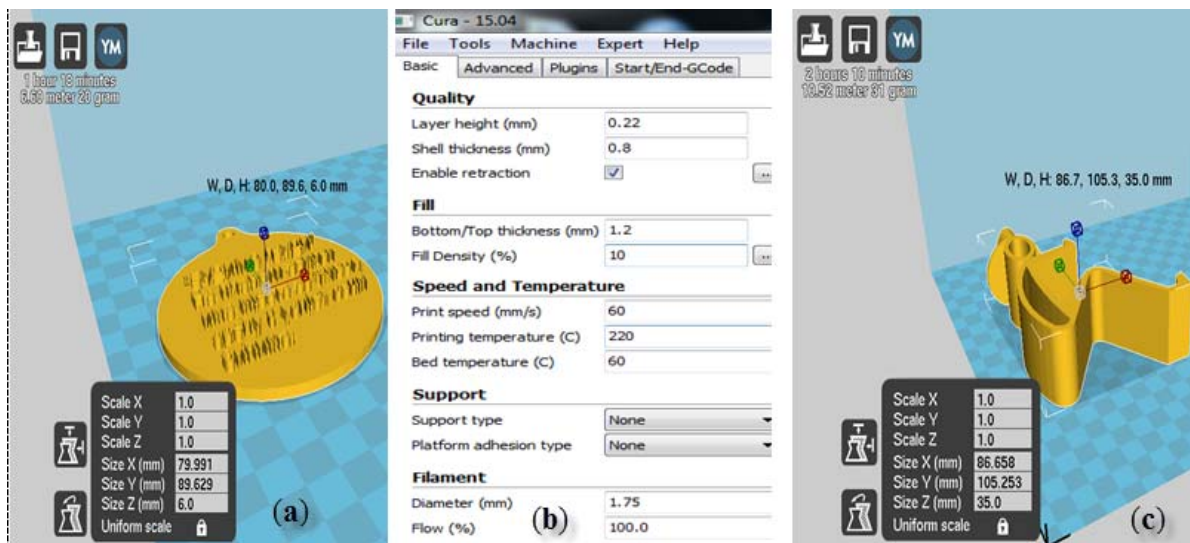 YM
1 hour 18 minutes
6.68 meter 20 gram
W, D, H: 80.0, 89.6, 6.0 mm
Scale X 1.0
Scale Y 1.0
Scale Z 1.0
Size X (mm) 79.991
Size Y (mm) 89.629
Size Z (mm) 6.0
Uniform scale
(a)
Cura - 15.04
File Tools Machine Expert Help
Basic Advanced Plugins Start/End-GCode
Quality
Layer height (mm) 0.22
Shell thickness (mm) 0.8
Enable retraction
...
Fill
Bottom/Top thickness (mm) 1.2
Fill Density (%) 10
...
Speed and Temperature
Print speed (mm/s) 60
Printing temperature (C) 220
Bed temperature (C) 60
Support
Support type None
Platform adhesion type None
Filament
Diameter (mm) 1.75
Flow (%) 100.0
(b)
YM
2 hours 10 minutes
10.52 meter 31 gram
W, D, H: 86.7, 105.3, 35.0 mm
Scale X 1.0
Scale Y 1.0
Scale Z 1.0
Size X (mm) 86.658
Size Y (mm) 105.253
Size Z (mm) 35.0
Uniform scale
(c)